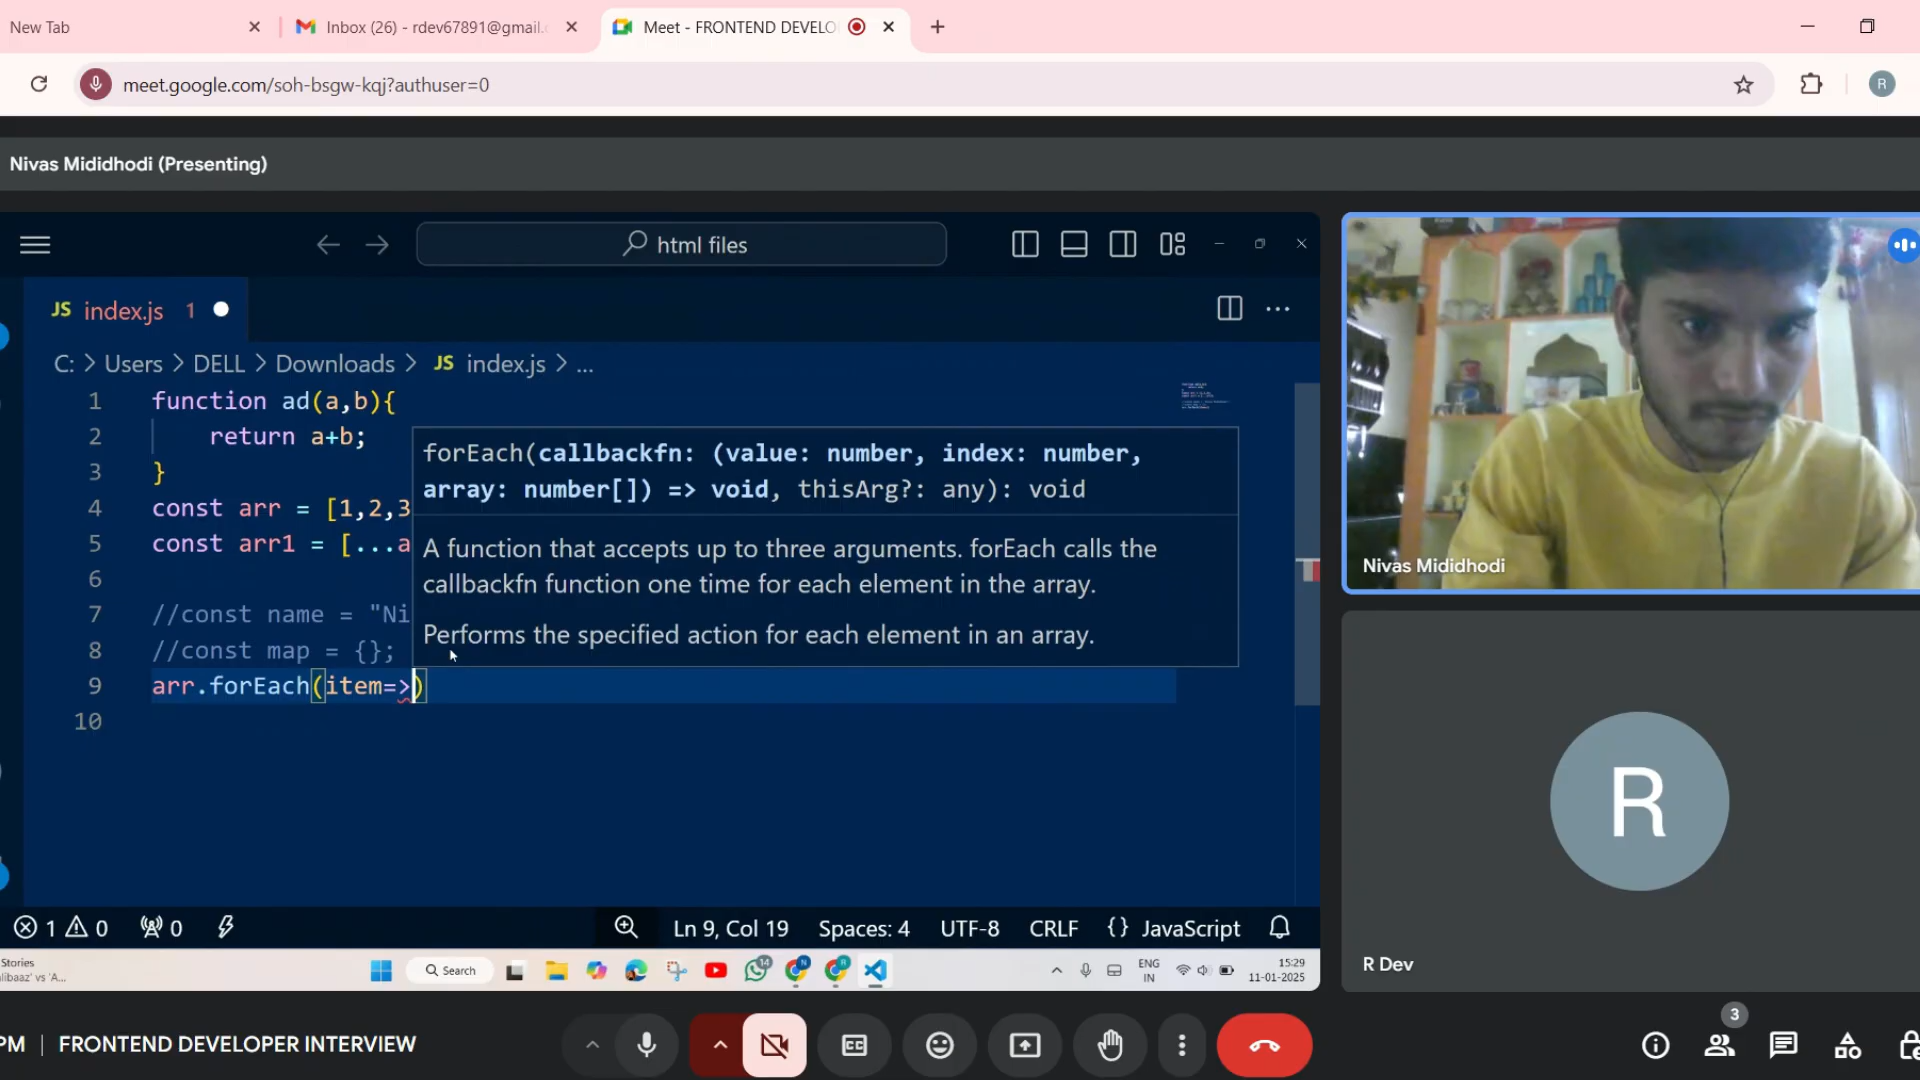 New Tab
Inbox (26) - rdev67891@gmail.
Meet - FRONTEND DEVELO
meet.google.com/soh-bsgw-kqj?authuser=0
R
Nivas Mididhodi (Presenting)
html files
JS index.js 1
C: > Users > DELL > Downloads > JS index.js > ...
1 function ad(a,b){
2 return a+b;
3 }
4 const arr = [1,2,3
5 const arr1 = [...a
6
7 //const name = "Ni
8 //const map = {};
9 arr.forEach(item=>)
10
forEach(callbackfn: (value: number, index: number,
array: number[]) => void, thisArg?: any): void
A function that accepts up to three arguments. forEach calls the
callbackfn function one time for each element in the array.
Performs the specified action for each element in an array.
1 0 0 Ln 9, Col 19 Spaces: 4 UTF-8 CRLF {} JavaScript
Stories
alibaaz' vs 'A...
Search
14
ENG
IN
15:29
11-01-2025
Nivas Mididhodi
R
R Dev
PM | FRONTEND DEVELOPER INTERVIEW
CC
3